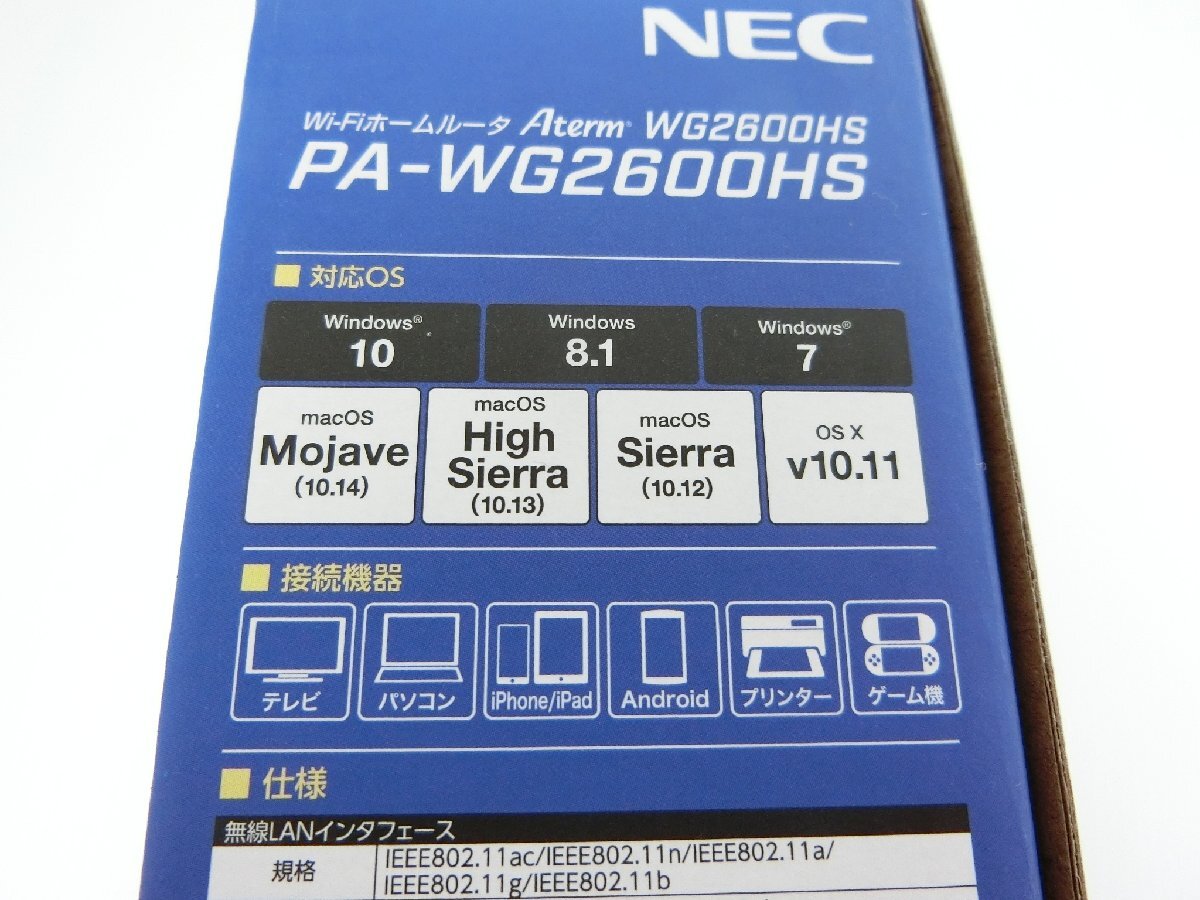 NEC
Wi-Fiホームルータ Aterm® WG2600HS
PA-WG2600HS
■ 対応OS
Windows®
10
Windows
8.1
Windows®
7
macOS
Mojave
(10.14)
macOS
High
Sierra
(10.13)
macOS
Sierra
(10.12)
OS X
v10.11
■ 接続機器
テレビ
パソコン
iPhone/iPad
Android
プリンター
ゲーム機
■ 仕様
無線LANインタフェース
規格
IEEE802.11ac/IEEE802.11n/IEEE802.11a/
IEEE802.11g/IEEE802.11b